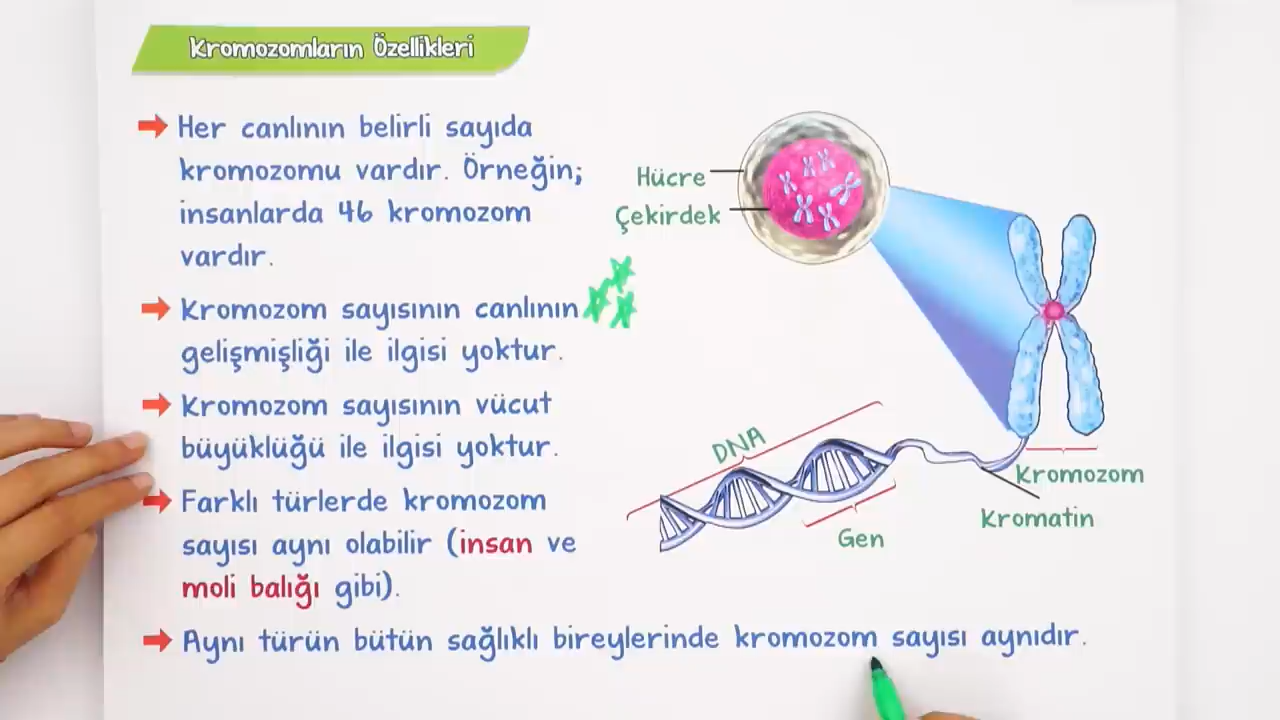 Kromozomların Özellikleri
Her canlının belirli sayıda
kromozomu vardır. Örneğin;
insanlarda 46 kromozom
vardır.
Kromozom sayısının canlının
gelişmişliği ile ilgisi yoktur.
Kromozom sayısının vücut
büyüklüğü ile ilgisi yoktur.
Farklı türlerde kromozom
sayısı aynı olabilir (insan ve
moli balığı gibi).
Aynı türün bütün sağlıklı bireylerinde kromozom sayısı aynıdır.
Hücre
Çekirdek
DNA
Gen
Kromozom
Kromatin